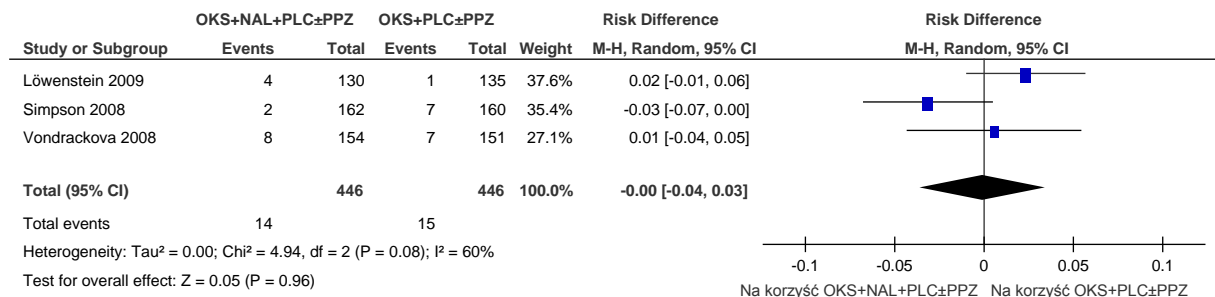 OKS+NAL+PLC±PPZ OKS+PLC±PPZ Risk Difference Risk Difference
Study or Subgroup Events Total Events Total Weight M-H, Random, 95% CI M-H, Random, 95% CI
Löwenstein 2009 4 130 1 135 37.6% 0.02 [-0.01, 0.06]
Simpson 2008 2 162 7 160 35.4% -0.03 [-0.07, 0.00]
Vondrackova 2008 8 154 7 151 27.1% 0.01 [-0.04, 0.05]
Total (95% CI) 446 446 100.0% -0.00 [-0.04, 0.03]
Total events 14 15
Heterogeneity: Tau² = 0.00; Chi² = 4.94, df = 2 (P = 0.08); I² = 60%
Test for overall effect: Z = 0.05 (P = 0.96)
-0.1 -0.05 0 0.05 0.1
Na korzyść OKS+NAL+PLC±PPZ Na korzyść OKS+PLC±PPZ